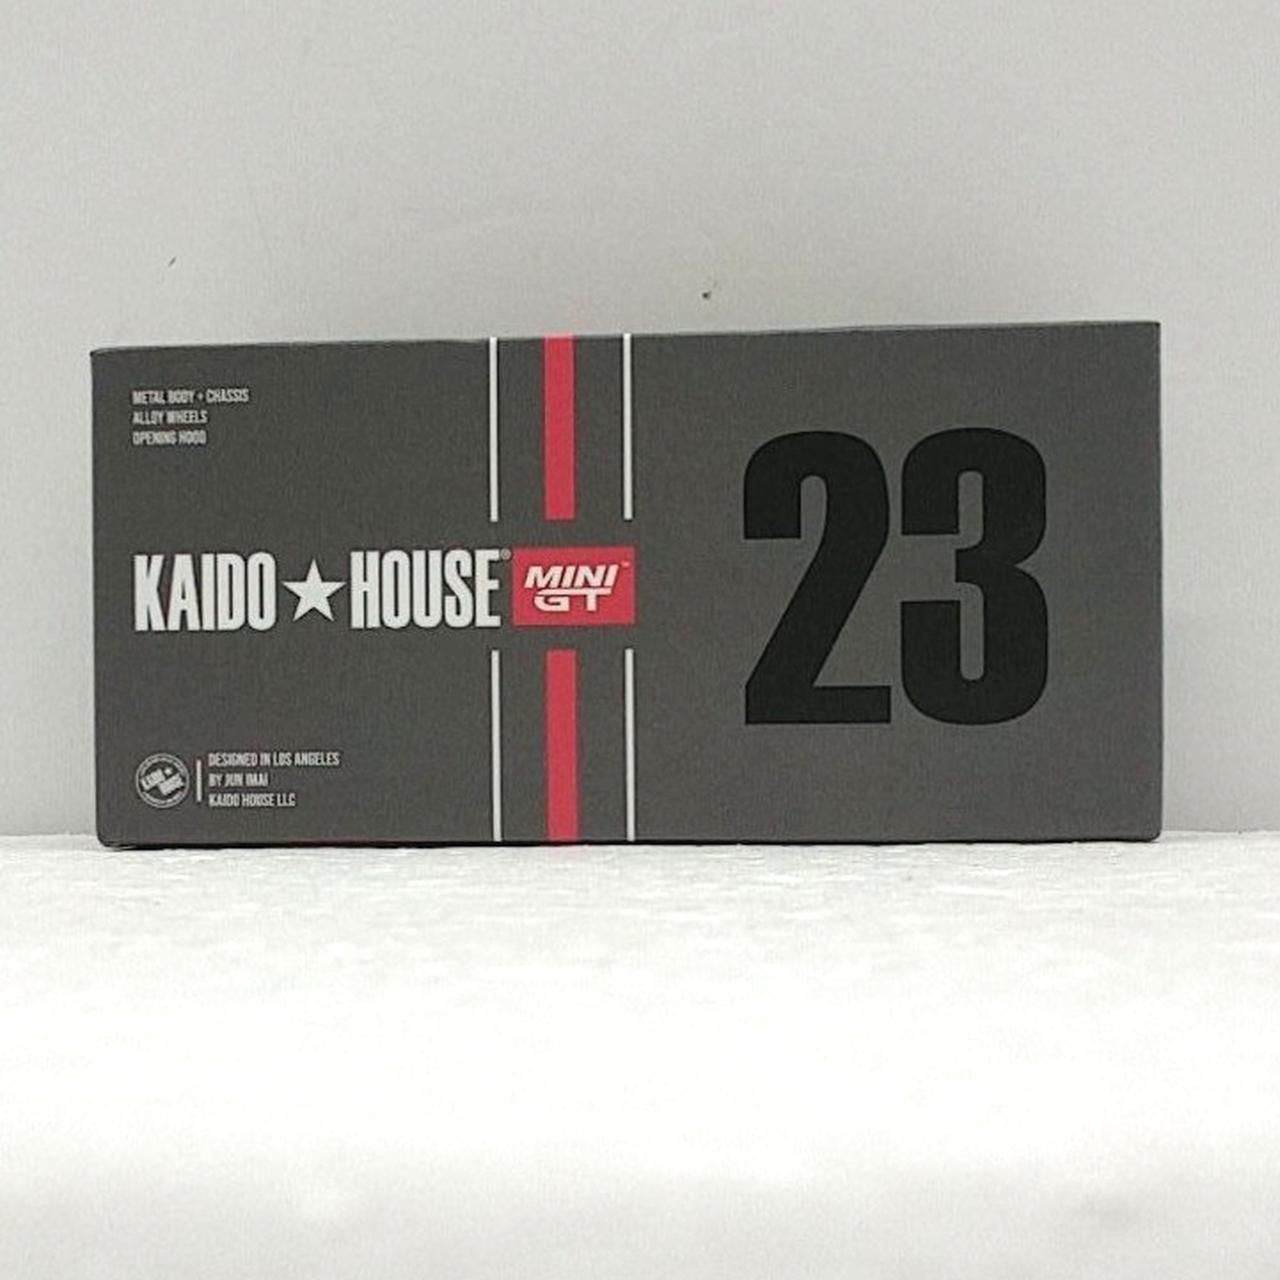 METAL BODY + CHASSIS
ALLOY WHEELS
OPENING HOOD
KAIDO★HOUSE®
MINI GT™
23
DESIGNED IN LOS ANGELES
BY JUN IMAI
KAIDO HOUSE LLC